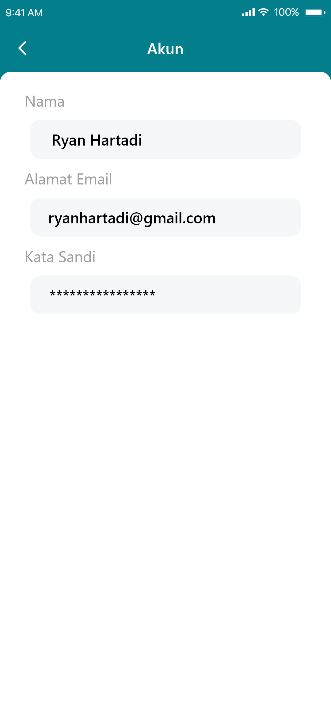 9:41 AM 100%
Akun
Nama
Ryan Hartadi
Alamat Email
ryanhartadi@gmail.com
Kata Sandi
****************